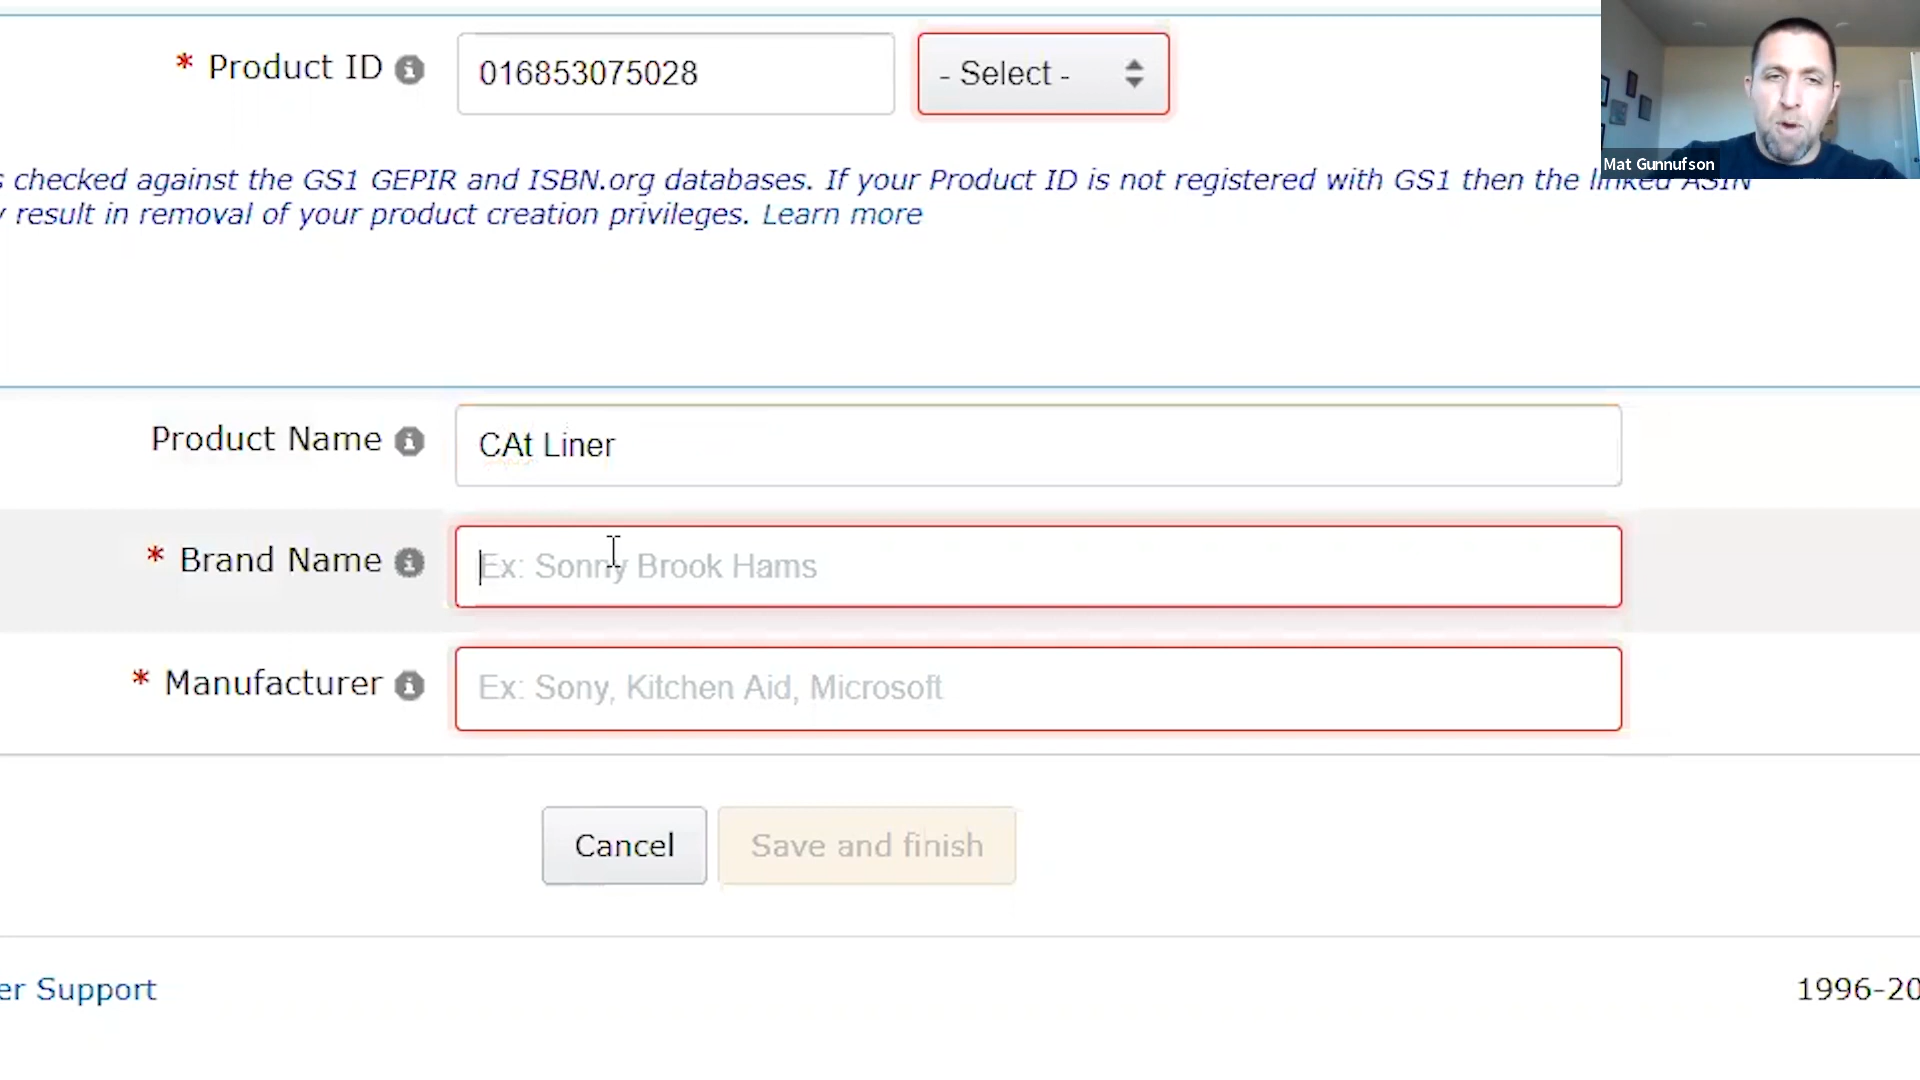 * Product ID
016853075028
- Select -
Mat Gunnufson
s checked against the GS1 GEPIR and ISBN.org databases. If your Product ID is not registered with GS1 then the linked ASIN
y result in removal of your product creation privileges. Learn more
Product Name
CAt Liner
* Brand Name
Ex: Sonny Brook Hams
* Manufacturer
Ex: Sony, Kitchen Aid, Microsoft
Cancel
Save and finish
er Support
1996-20